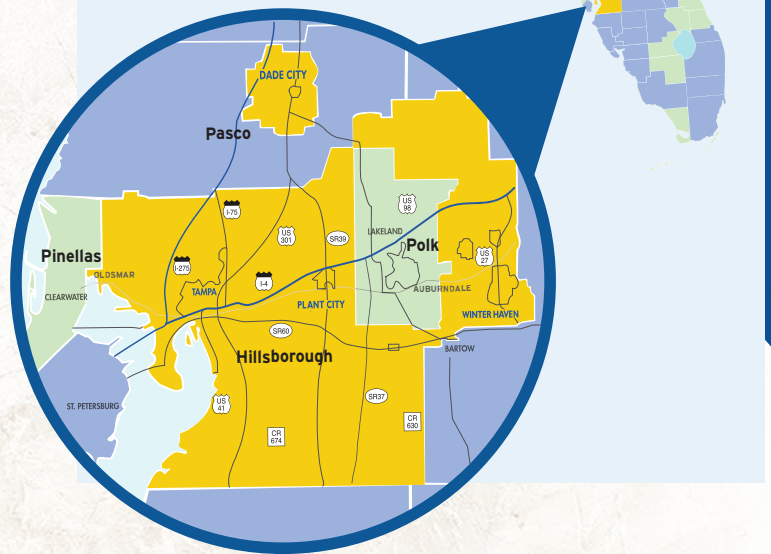 DADE CITY
Pasco
US
98
I-75
US
301
SR39
LAKELAND
Polk
Pinellas
I-275
US
27
OLDSMAR
I-4
CLEARWATER
TAMPA
AUBURNDALE
PLANT CITY
WINTER HAVEN
SR60
BARTOW
Hillsborough
SR37
ST. PETERSBURG
US
41
CR
630
CR
674